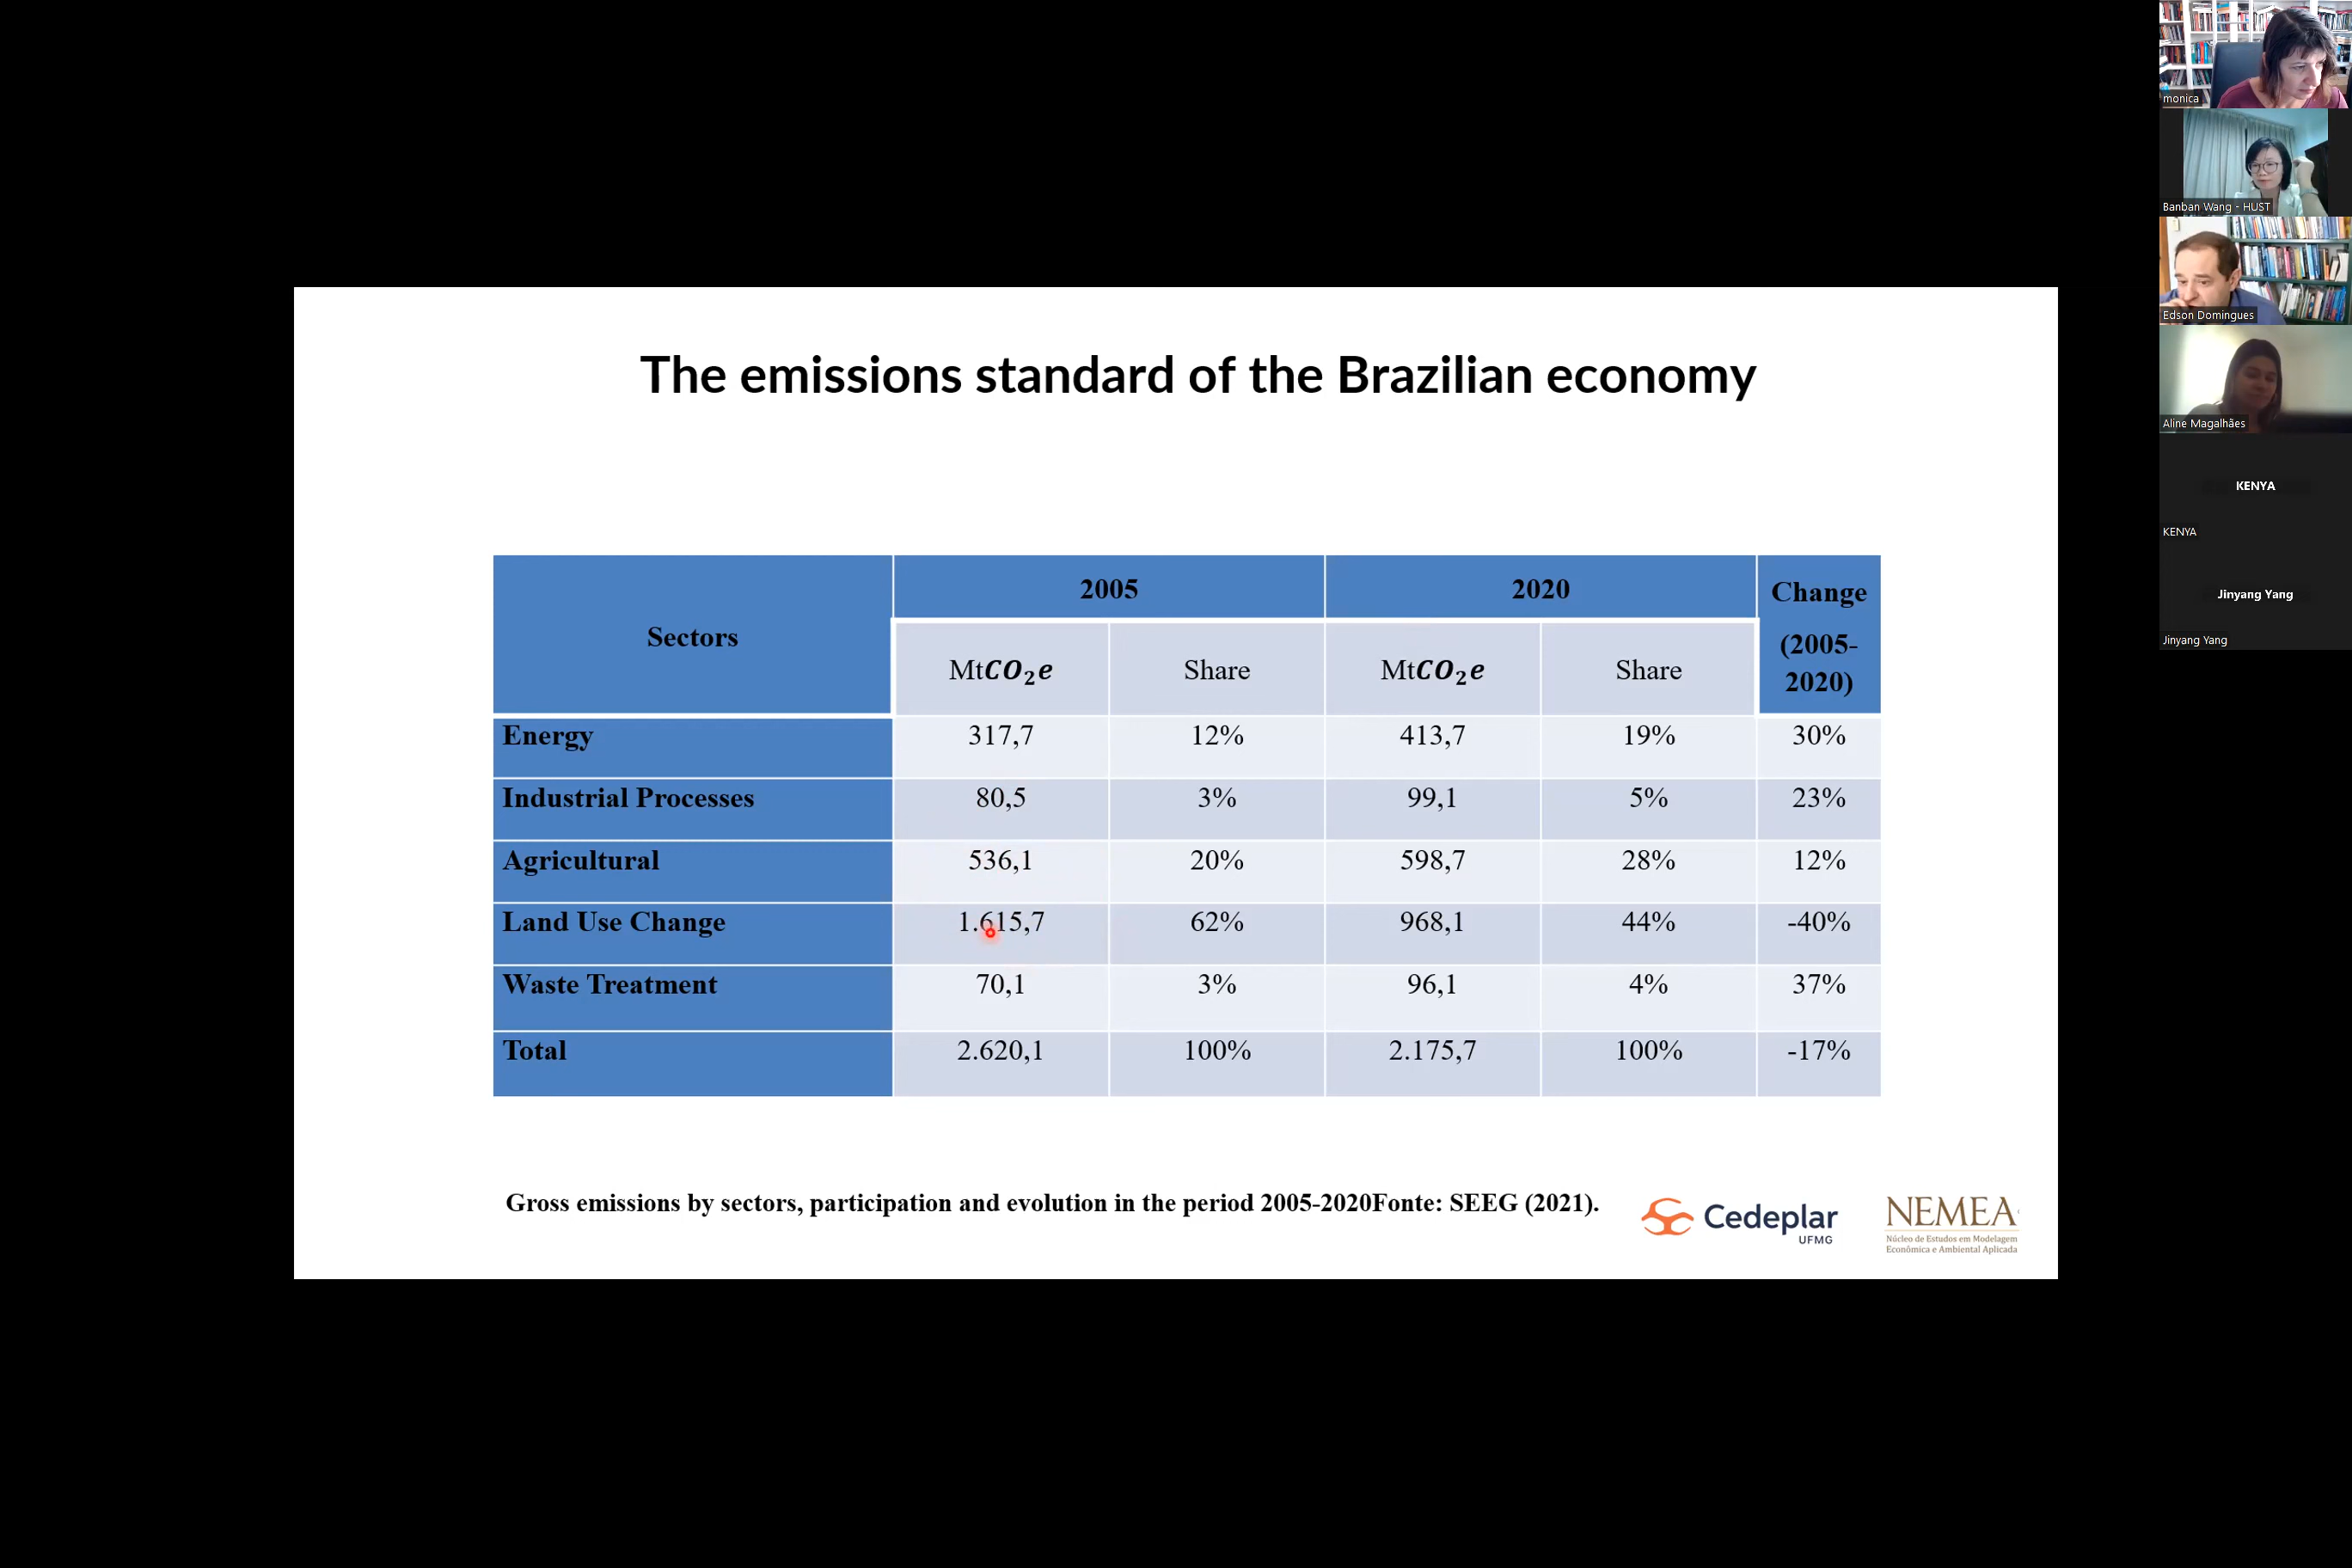 The emissions standard of the Brazilian economy
Sectors 2005 2020 Change (2005-2020)
MtCO₂e Share MtCO₂e Share
Energy 317,7 12% 413,7 19% 30%
Industrial Processes 80,5 3% 99,1 5% 23%
Agricultural 536,1 20% 598,7 28% 12%
Land Use Change 1.615,7 62% 968,1 44% -40%
Waste Treatment 70,1 3% 96,1 4% 37%
Total 2.620,1 100% 2.175,7 100% -17%
Gross emissions by sectors, participation and evolution in the period 2005-2020Fonte: SEEG (2021).
Cedeplar
UFMG
NEMEA
Núcleo de Estudos em Modelagem
Econômica e Ambiental Aplicada
monica
Banban Wang - HUST
Edson Domingues
Aline Magalhães
KENYA
KENYA
Jinyang Yang
Jinyang Yang